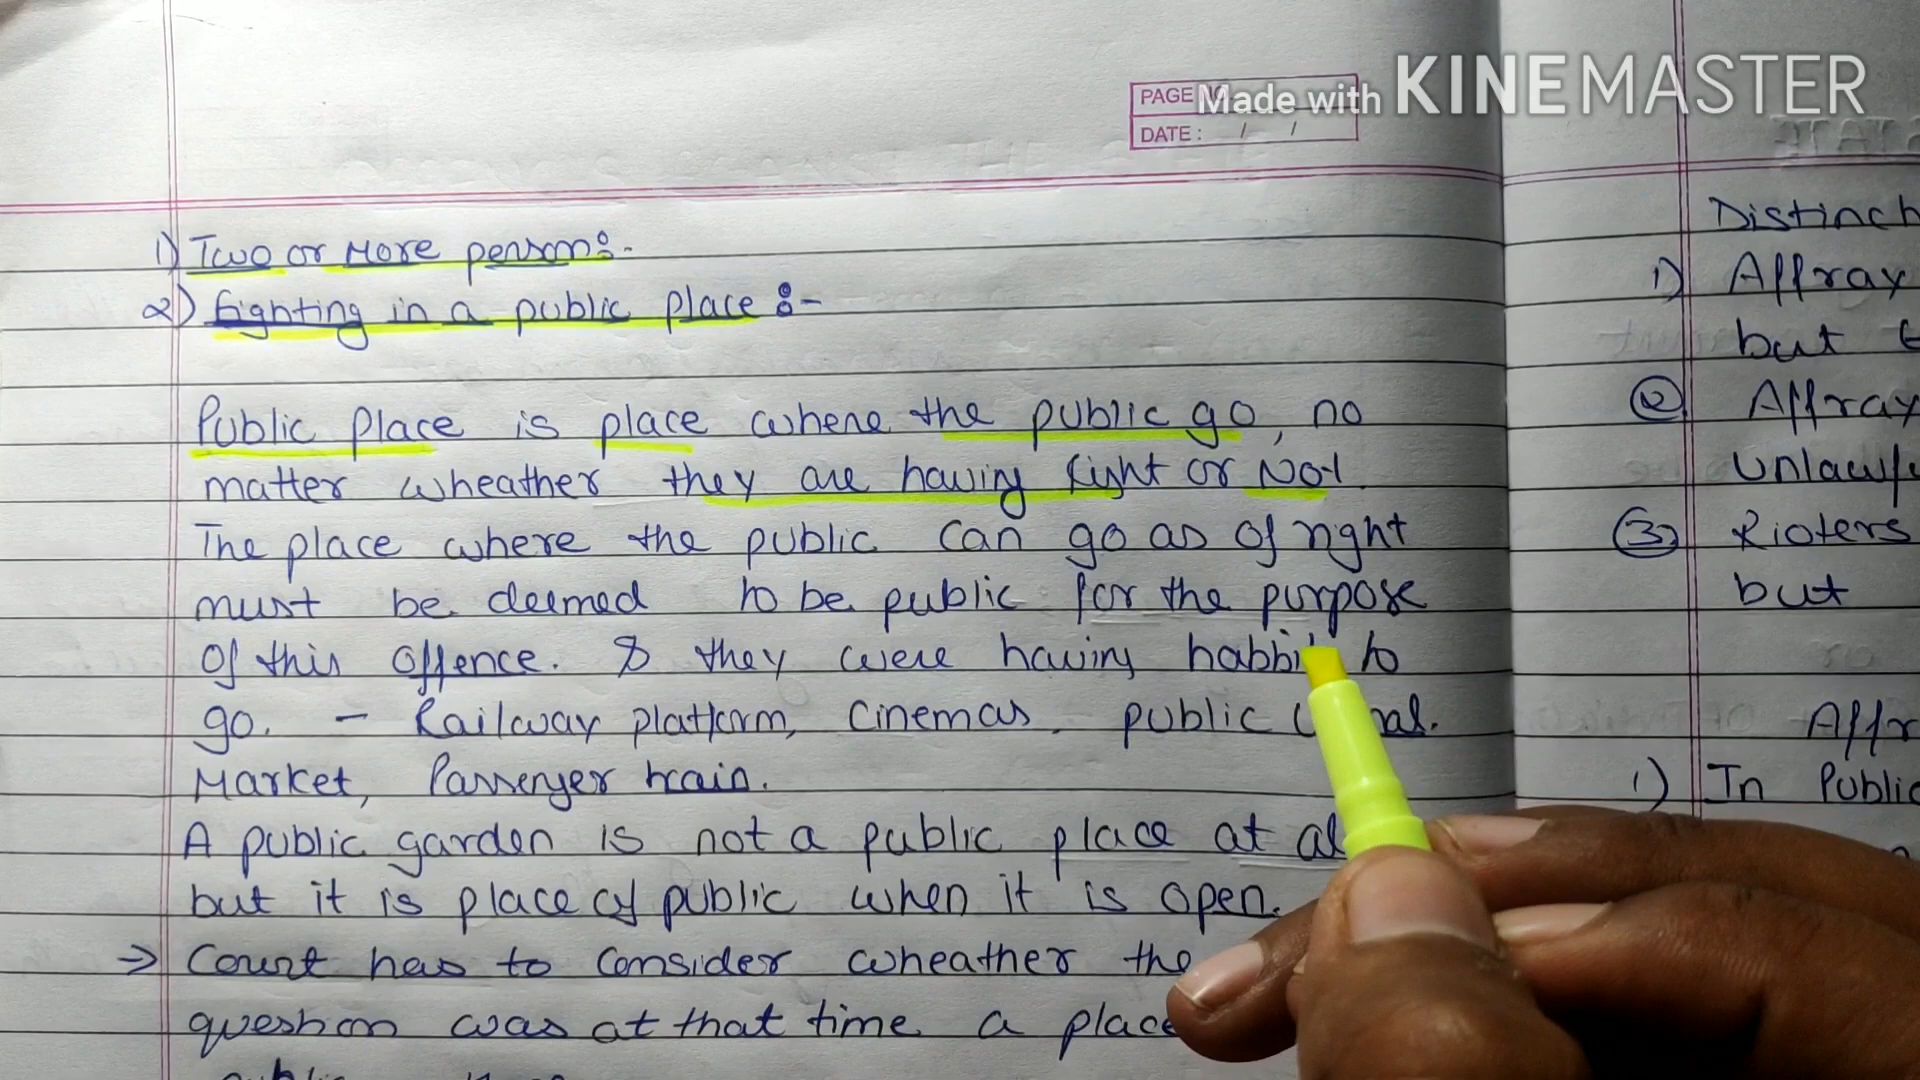 Made with KINEMASTER
PAGE NO
DATE : / /
1) Two or More person:-
2) fighting in a public place :-
Public Place is place where the public go, no
matter wheather they are having right or Not.
The place where the public can go as of right
must be deemed to be public for the purpose
of this offence. & they were having habbit to
go. - Railway platform, Cinemas, public
Market, Passenger train.
A public garden is not a public place at
but it is place of public when it is open.
→ Court has to consider wheather the
question was at that time a place
Distinch
1) Affray
but
② Affray
Unlawfu
③ Rioters
but
Affr
1) In Public